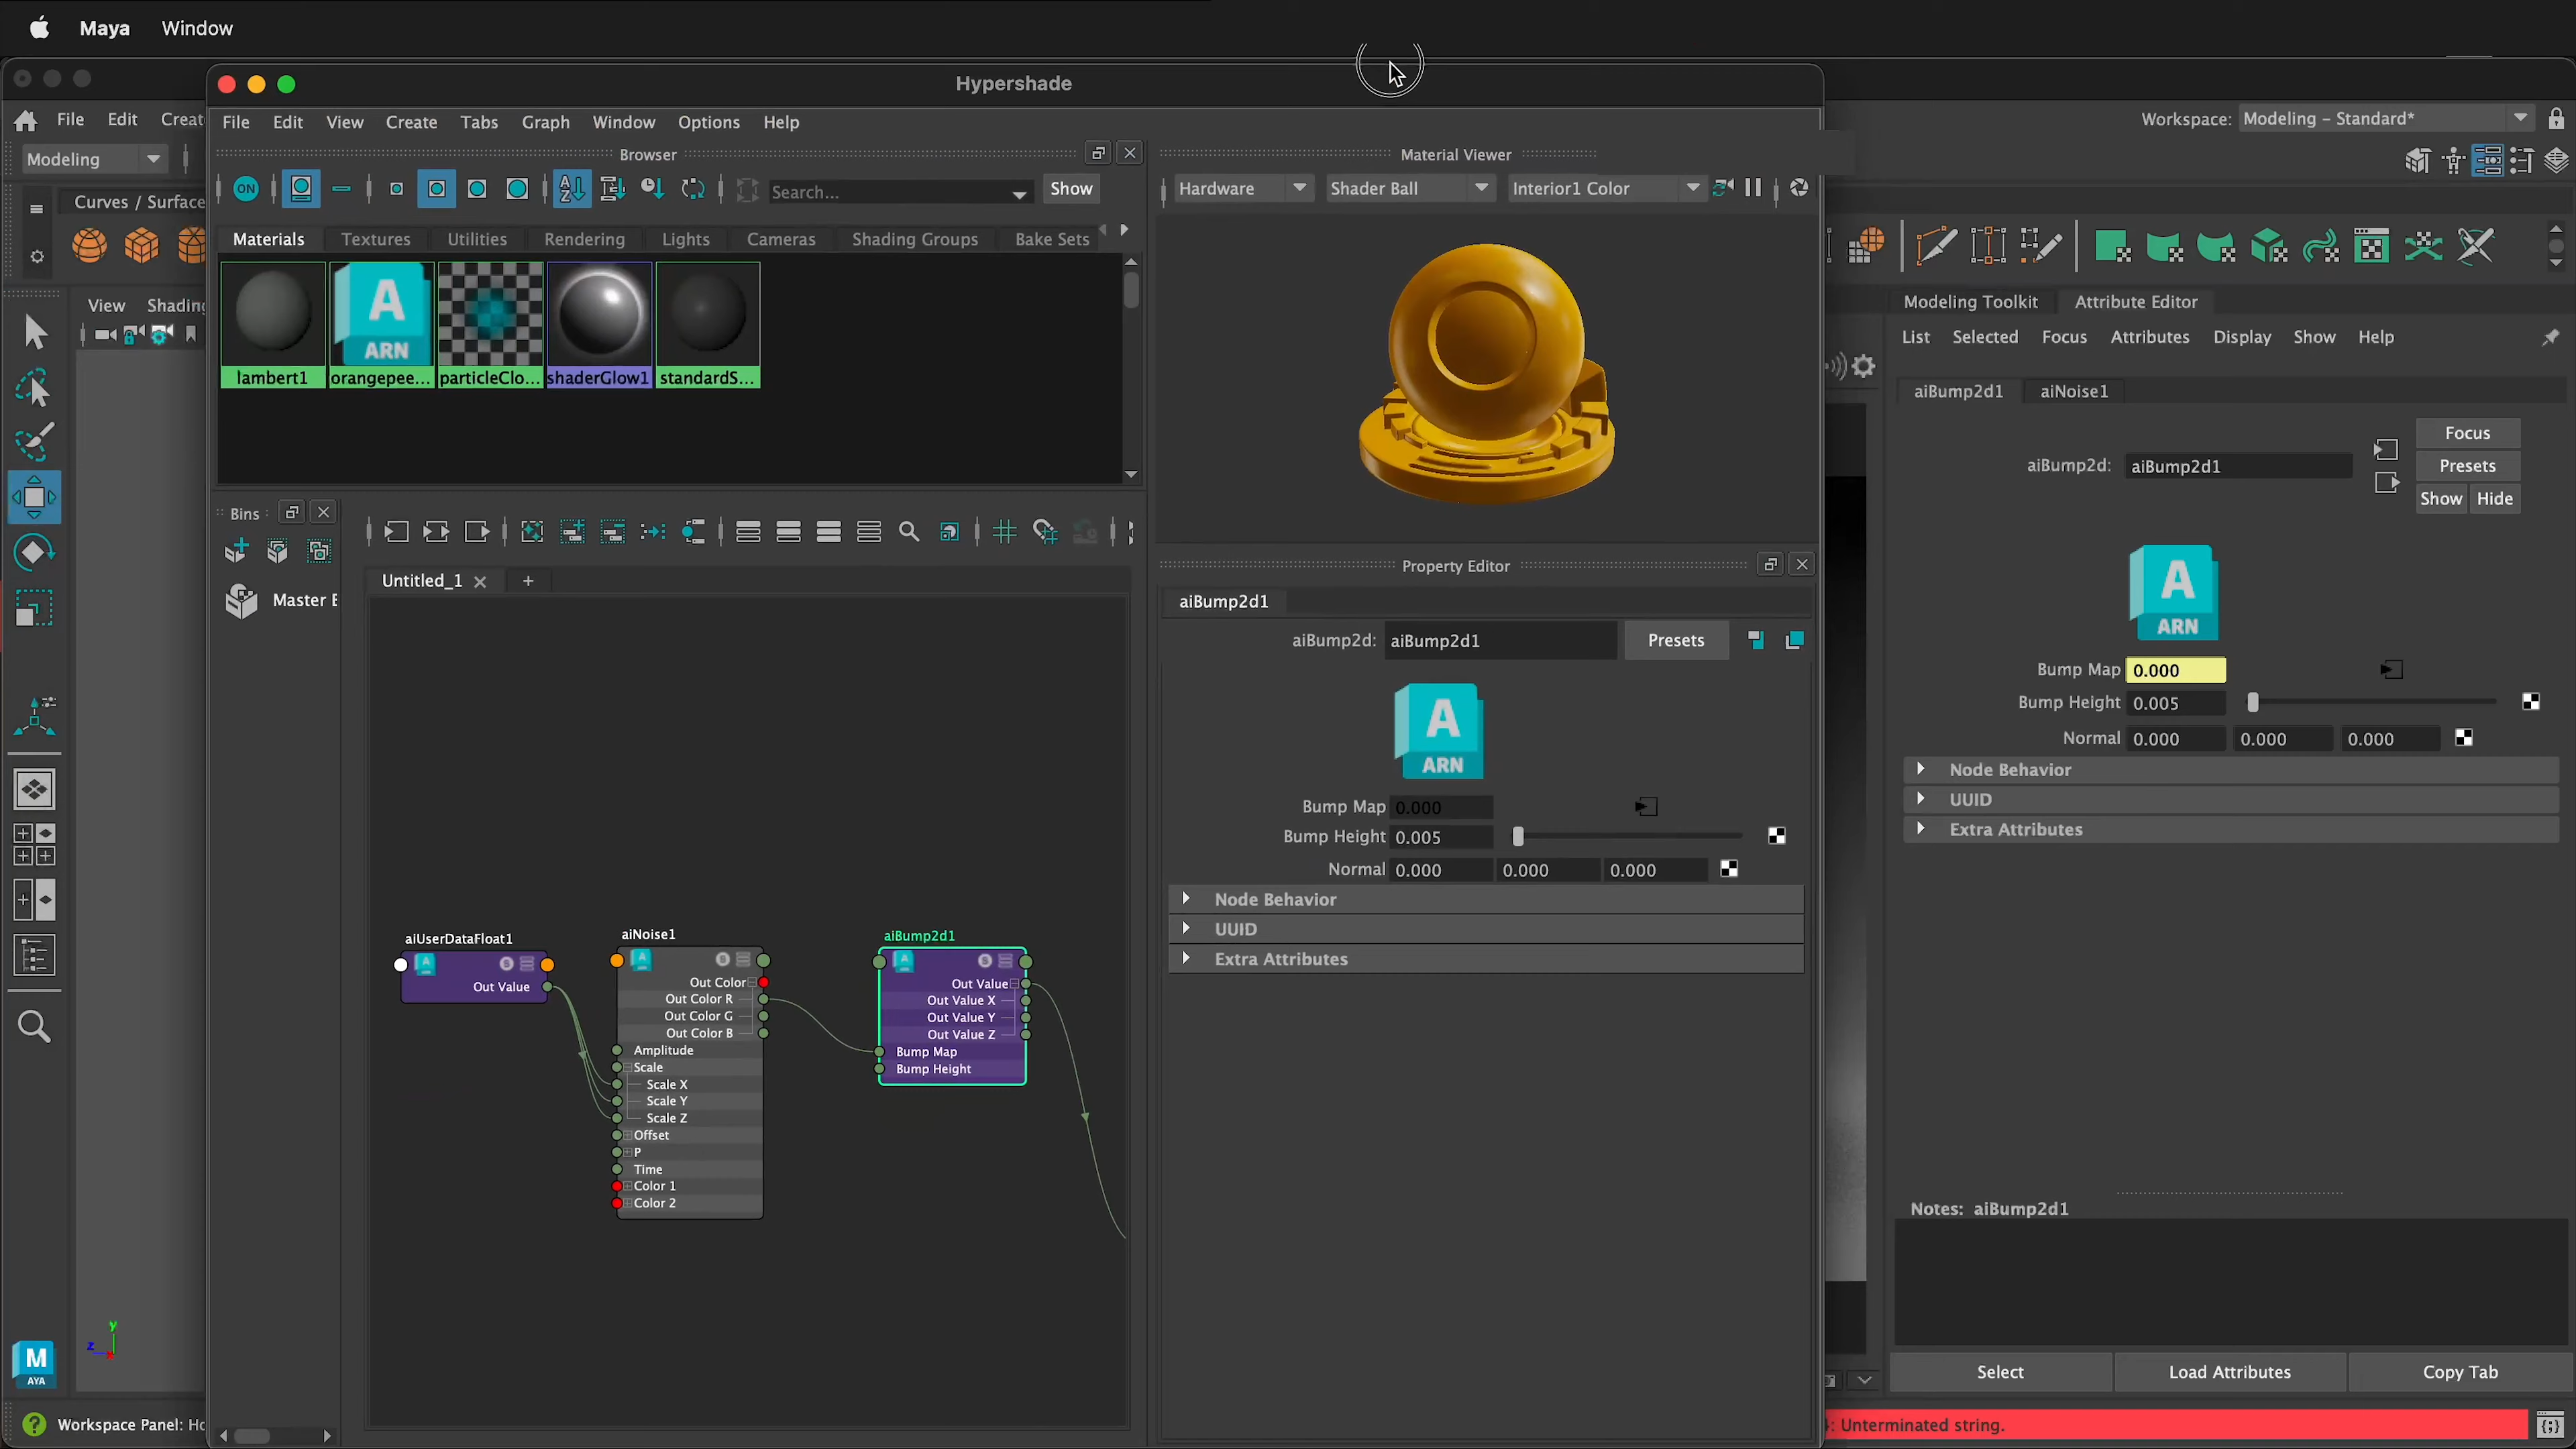 Maya Window
Hypershade
File Edit Creat
File Edit View Create Tabs Graph Window Options Help
Workspace: Modeling - Standard*
Modeling
Browser
Material Viewer
ON
Search...
Show
Hardware
Shader Ball
Interior1 Color
Curves / Surface
Materials Textures Utilities Rendering Lights Cameras Shading Groups Bake Sets
View Shading
A
ARN
lambert1 orangepee... particleClo... shaderGlow1 standardS...
Modeling Toolkit Attribute Editor
List Selected Focus Attributes Display Show Help
aiBump2d1 aiNoise1
Focus
aiBump2d: aiBump2d1
Presets
Show Hide
A
ARN
Bump Map 0.000
Bump Height 0.005
Normal 0.000 0.000 0.000
Node Behavior
UUID
Extra Attributes
Bins
Untitled_1
+
Master B
Property Editor
aiBump2d1
aiBump2d: aiBump2d1 Presets
A
ARN
Bump Map 0.000
Bump Height 0.005
Normal 0.000 0.000 0.000
Node Behavior
UUID
Extra Attributes
aiUserDataFloat1
Out Value
aiNoise1
Out Color
Out Color R
Out Color G
Out Color B
Amplitude
Scale
Scale X
Scale Y
Scale Z
Offset
P
Time
Color 1
Color 2
aiBump2d1
Out Value
Out Value X
Out Value Y
Out Value Z
Bump Map
Bump Height
Notes: aiBump2d1
Select Load Attributes Copy Tab
y
z
x
M
AYA
Workspace Panel: Ho
: Unterminated string.